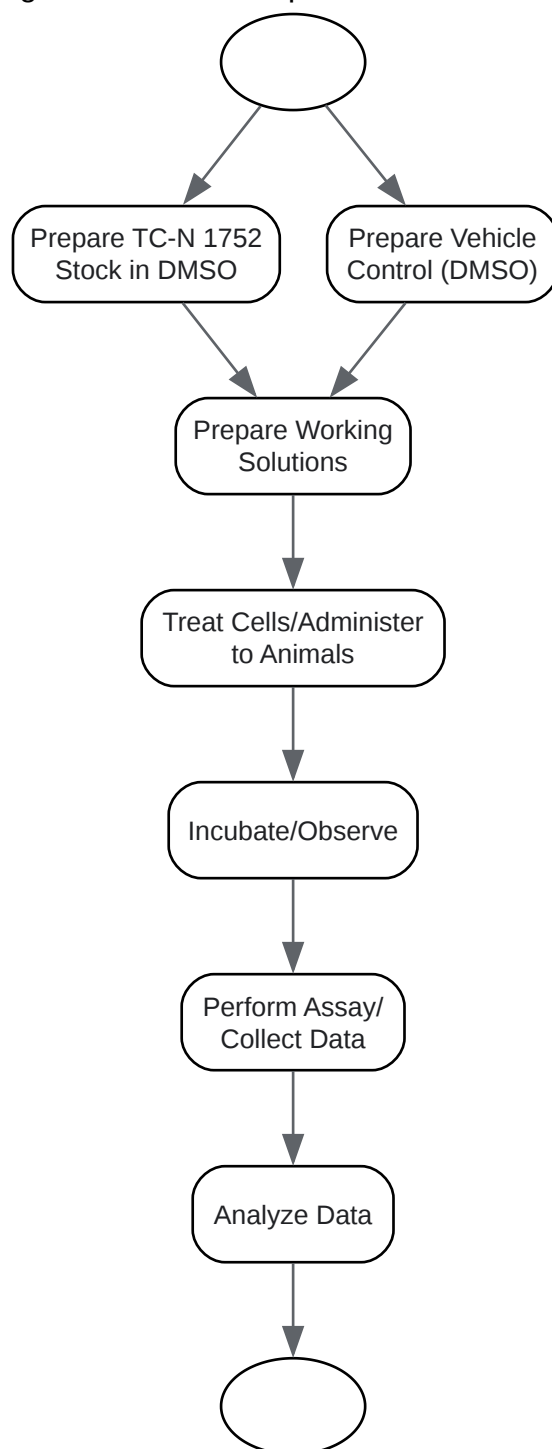 Prepare TC-N 1752
Stock in DMSO
Prepare Vehicle
Control (DMSO)
Prepare Working
Solutions
Treat Cells/Administer
to Animals
Incubate/Observe
Perform Assay/
Collect Data
Analyze Data